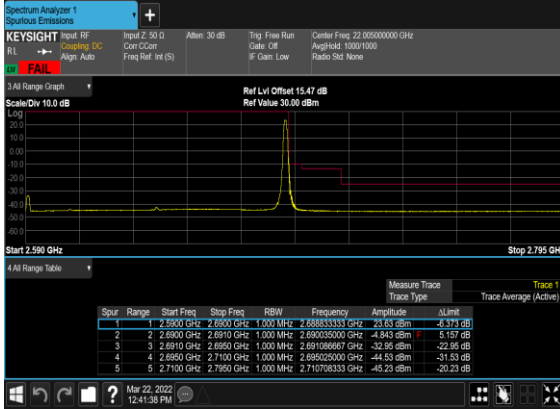 Spectrum Analyzer 1
Spurious Emissions
+
KEYSIGHT Input: RF Input Z: 50 Ω Atten: 30 dB Trig: Free Run Center Freq: 22.005000000 GHz
RL Coupling: DC Corr CCorr Gate: Off Avg|Hold: 1000/1000
Align: Auto Freq Ref: Int (S) IF Gain: Low Radio Std: None
FAIL
3 All Range Graph
Ref Lvl Offset 15.47 dB
Scale/Div 10.0 dB Ref Value 30.00 dBm
Log
20.0
10.0
0.00
-10.0
-20.0
-30.0
-40.0
-50.0
-60.0
Start 2.590 GHz Stop 2.795 GH
4 All Range Table
Measure Trace Trace 1
Trace Type Trace Average (Active)
Spur Range Start Freq Stop Freq RBW Frequency Amplitude ΔLimit
1 1 2.5900 GHz 2.6900 GHz 1.000 MHz 2.688833333 GHz 23.63 dBm -6.373 dB
2 2 2.6900 GHz 2.6910 GHz 1.000 MHz 2.690035000 GHz -4.843 dBm F 5.157 dB
3 3 2.6910 GHz 2.6950 GHz 1.000 MHz 2.691086667 GHz -32.95 dBm -22.95 dB
4 4 2.6950 GHz 2.7100 GHz 1.000 MHz 2.695025000 GHz -44.53 dBm -31.53 dB
5 5 2.7100 GHz 2.7950 GHz 1.000 MHz 2.710708333 GHz -45.23 dBm -20.23 dB
?
Mar 22, 2022
12:41:38 PM